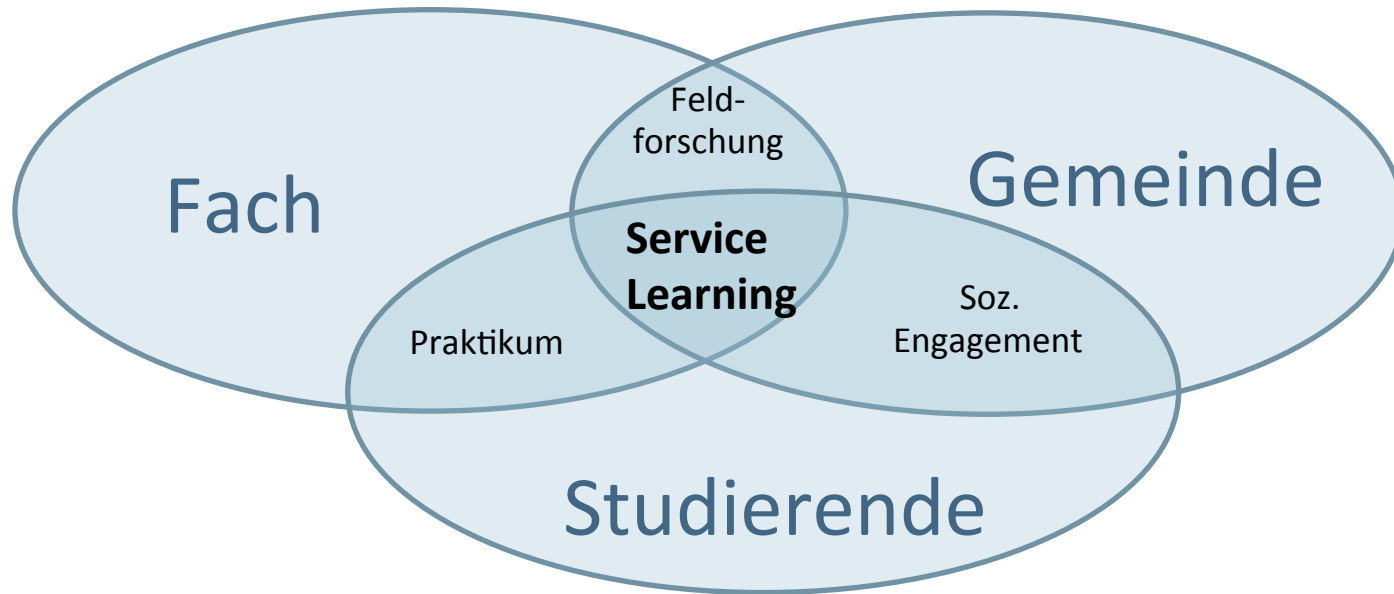 Feld-
forschung
Fach
Gemeinde
Service
Learning
Praktikum
Soz.
Engagement
Studierende